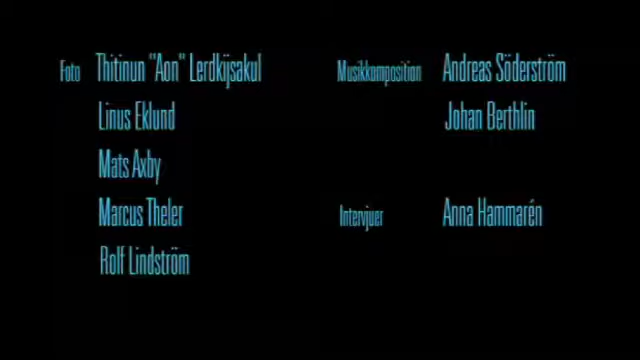 Foto Thitinun "Aon" Lerdkijsakul
Linus Eklund
Mats Axby
Marcus Theler
Rolf Lindström
Musikkomposition Andreas Söderström
Johan Berthlin
Intervjuer Anna Hammarén